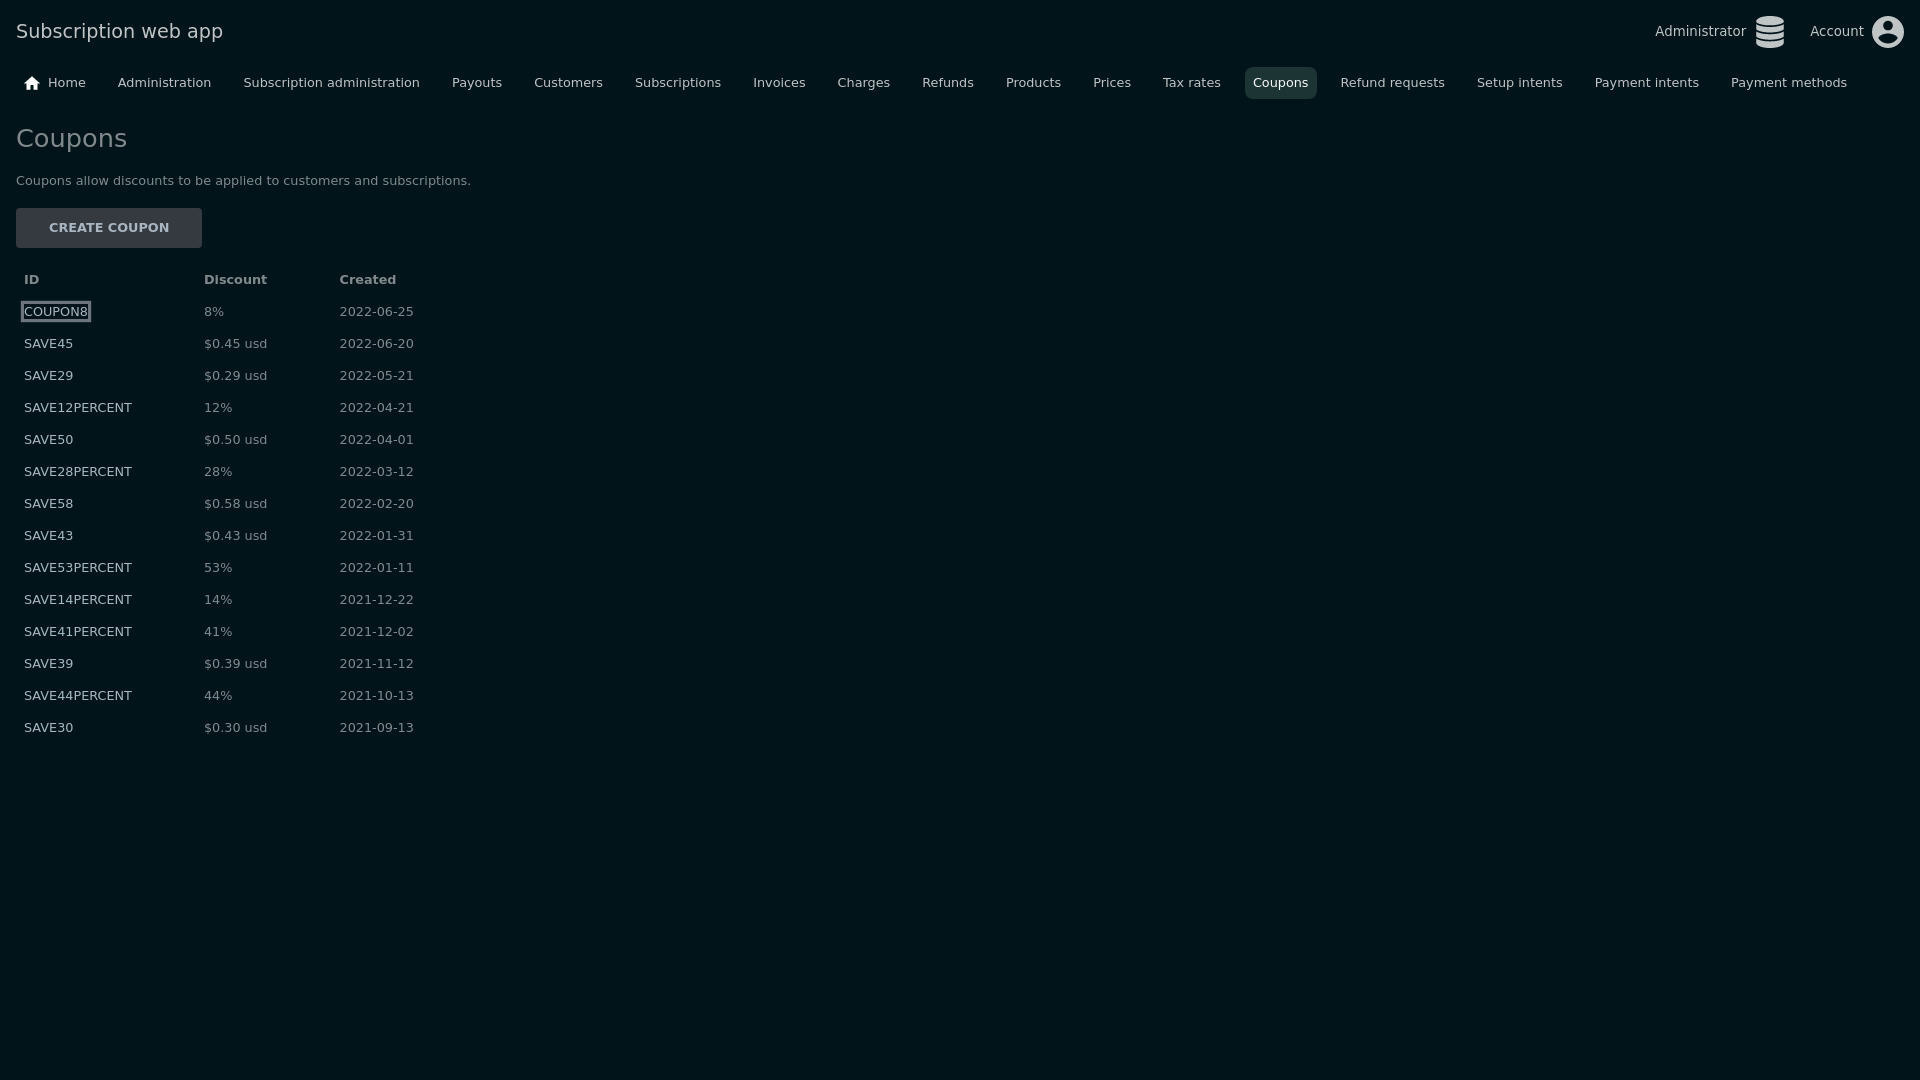 Subscription web app
Administrator
Account
Home Administration Subscription administration Payouts Customers Subscriptions Invoices Charges Refunds Products Prices Tax rates Coupons Refund requests Setup intents Payment intents Payment methods
Coupons
Coupons allow discounts to be applied to customers and subscriptions.
CREATE COUPON
ID Discount Created
COUPON8 8% 2022-06-25
SAVE45 $0.45 usd 2022-06-20
SAVE29 $0.29 usd 2022-05-21
SAVE12PERCENT 12% 2022-04-21
SAVE50 $0.50 usd 2022-04-01
SAVE28PERCENT 28% 2022-03-12
SAVE58 $0.58 usd 2022-02-20
SAVE43 $0.43 usd 2022-01-31
SAVE53PERCENT 53% 2022-01-11
SAVE14PERCENT 14% 2021-12-22
SAVE41PERCENT 41% 2021-12-02
SAVE39 $0.39 usd 2021-11-12
SAVE44PERCENT 44% 2021-10-13
SAVE30 $0.30 usd 2021-09-13